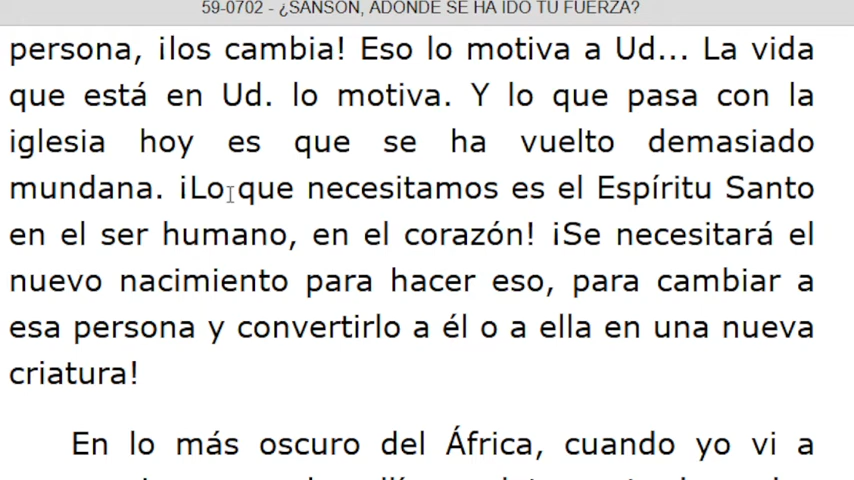 59-0702 - ¿SANSÓN, ADÓNDE SE HA IDO TU FUERZA?
persona, ¡los cambia! Eso lo motiva a Ud... La vida
que está en Ud. lo motiva. Y lo que pasa con la
iglesia hoy es que se ha vuelto demasiado
mundana. ¡Lo que necesitamos es el Espíritu Santo
en el ser humano, en el corazón! ¡Se necesitará el
nuevo nacimiento para hacer eso, para cambiar a
esa persona y convertirlo a él o a ella en una nueva
criatura!
En lo más oscuro del África, cuando yo vi a